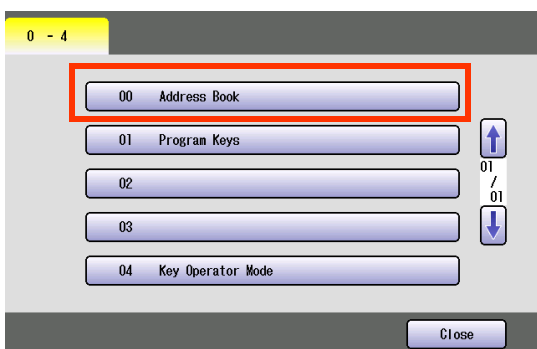 0 - 4
00 Address Book
01 Program Keys
02
03
04 Key Operator Mode
01
/
01
Close